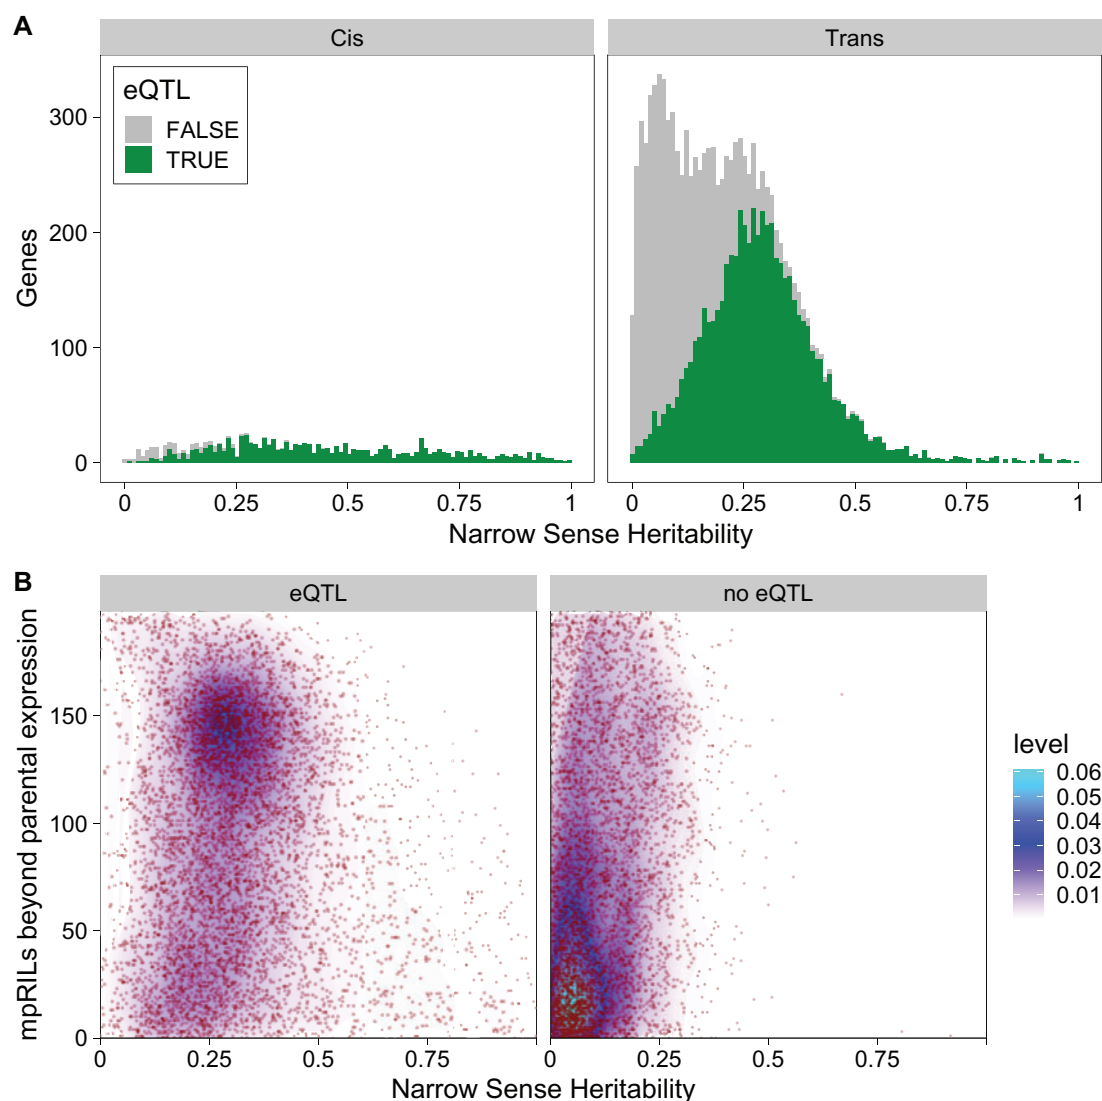 A
Cis
Trans
eQTL
FALSE
TRUE
Genes
300
200
100
0
0 0.25 0.5 0.75 1
0 0.25 0.5 0.75 1
Narrow Sense Heritability
B
eQTL
no eQTL
mpRILs beyond parental expression
150
100
50
0
0 0.25 0.5 0.75
0 0.25 0.5 0.75
Narrow Sense Heritability
level
0.06
0.05
0.04
0.03
0.02
0.01